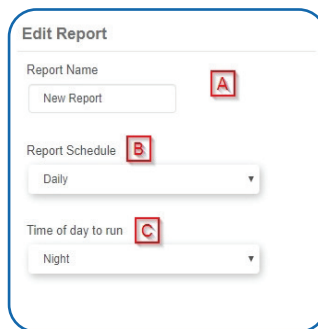 Edit Report
Report Name
A
New Report
Report Schedule B
Daily
Time of day to run C
Night